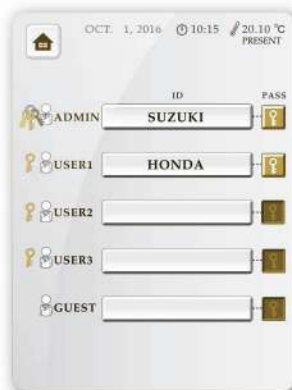 OCT. 1, 2016 10:15 20.10 °C
PRESENT
ID PASS
ADMIN SUZUKI
USER1 HONDA
USER2
USER3
GUEST